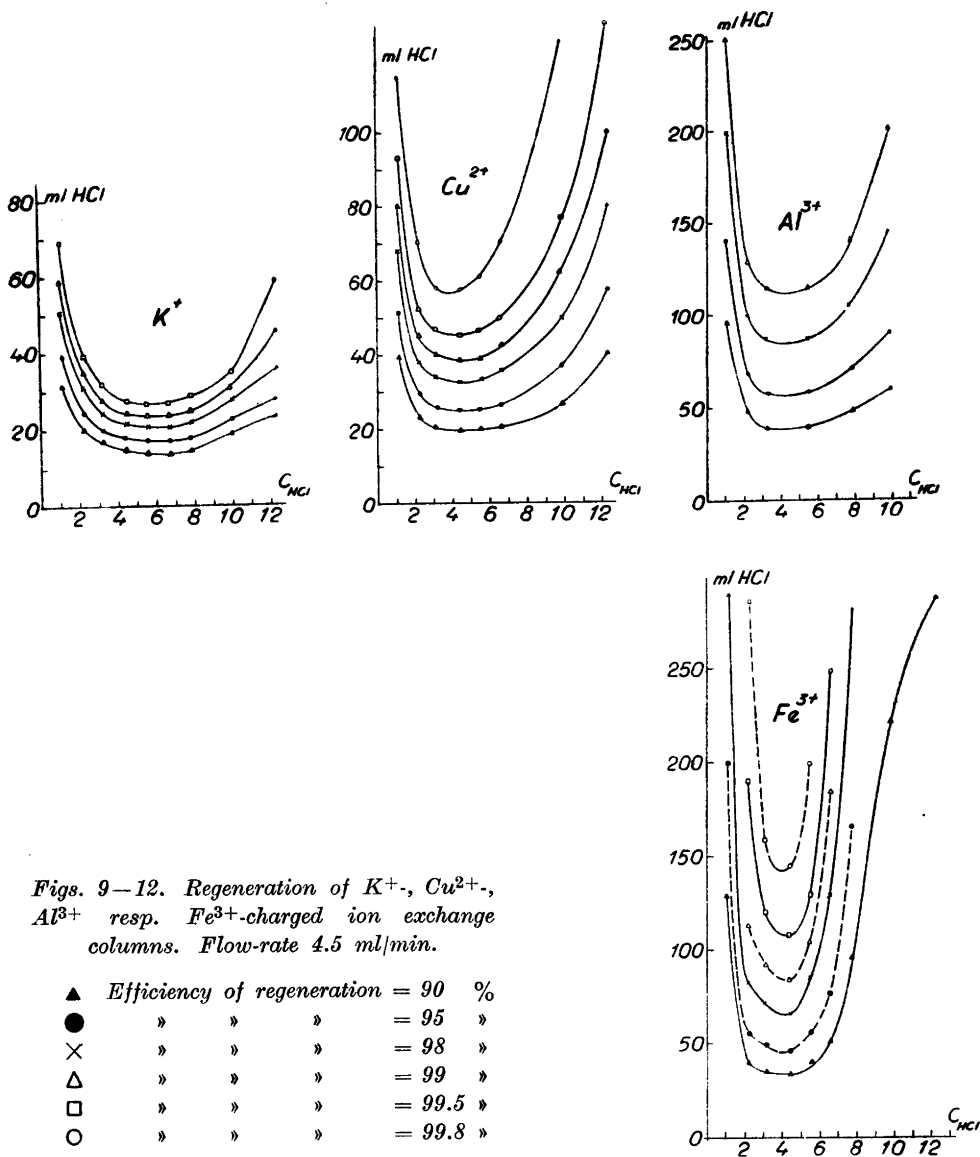 ml HCl
80
60
40
20
0
K+
2 4 6 8 10 12
C_HCl
ml HCl
100
80
60
40
20
0
Cu2+
2 4 6 8 10 12
C_HCl
ml HCl
250
200
150
100
50
0
Al3+
2 4 6 8 10
C_HCl
ml HCl
250
200
150
100
50
0
Fe3+
2 4 6 8 10 12
C_HCl
Figs. 9—12. Regeneration of K+-, Cu2+-,
Al3+ resp. Fe3+-charged ion exchange
columns. Flow-rate 4.5 ml/min.
▲ Efficiency of regeneration = 90 %
● » » » = 95 »
× » » » = 98 »
△ » » » = 99 »
□ » » » = 99.5 »
○ » » » = 99.8 »